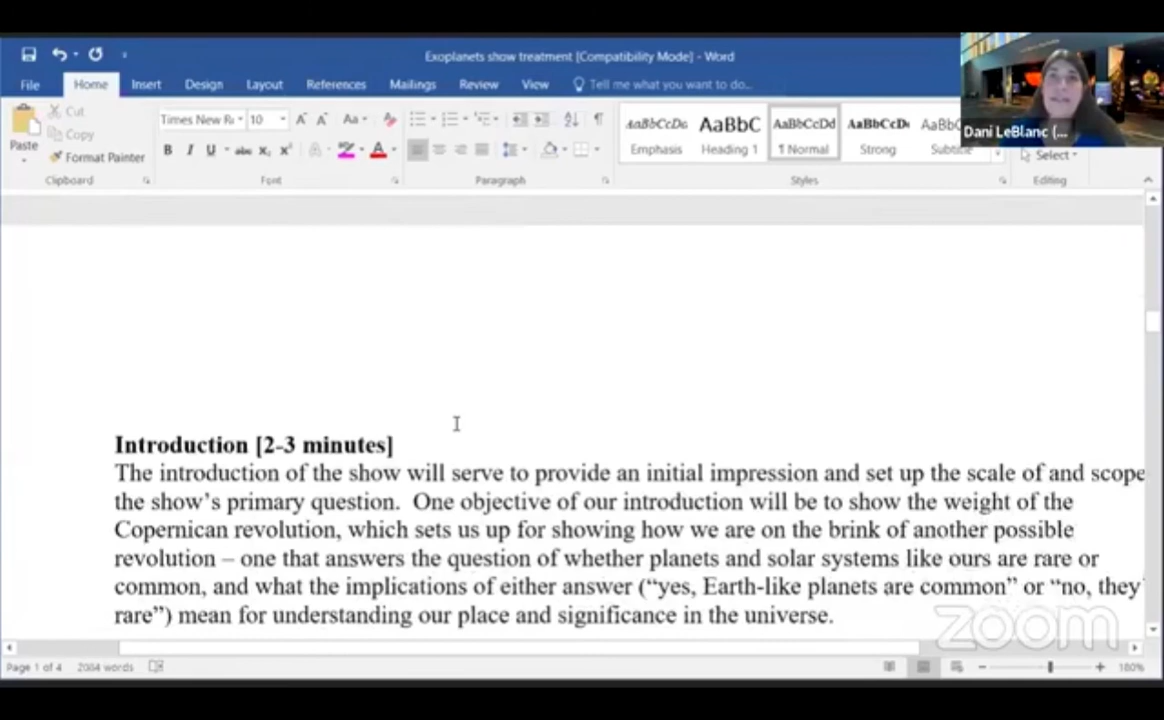 Exoplanets show treatment [Compatibility Mode] - Word
File Home Insert Design Layout References Mailings Review View Tell me what you want to do...
Dani LeBlanc (...
Paste
Cut
Copy
Format Painter
Clipboard
Times New R 10
Aa
B I U abc X₂ X²
A
Font
Paragraph
AaBbCcDd AaBbC AaBbCcDd AaBbCcDc AaBb
Emphasis Heading 1 ¶ Normal Strong Subtitle
Styles
Select
Editing
Introduction [2-3 minutes]
The introduction of the show will serve to provide an initial impression and set up the scale of and scope
the show’s primary question. One objective of our introduction will be to show the weight of the
Copernican revolution, which sets us up for showing how we are on the brink of another possible
revolution – one that answers the question of whether planets and solar systems like ours are rare or
common, and what the implications of either answer (“yes, Earth-like planets are common” or “no, they’
rare”) mean for understanding our place and significance in the universe.
zoom
Page 1 of 4 2084 words
180%